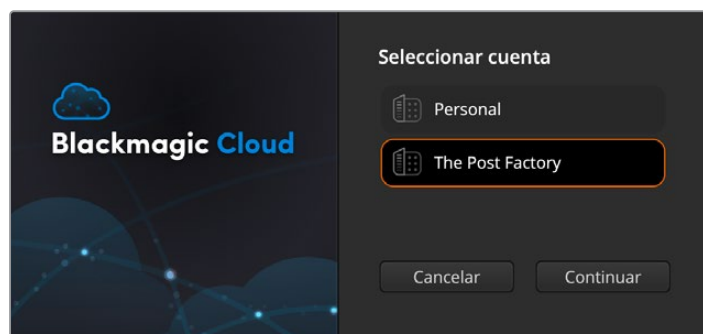 Blackmagic Cloud
Seleccionar cuenta
Personal
The Post Factory
Cancelar
Continuar